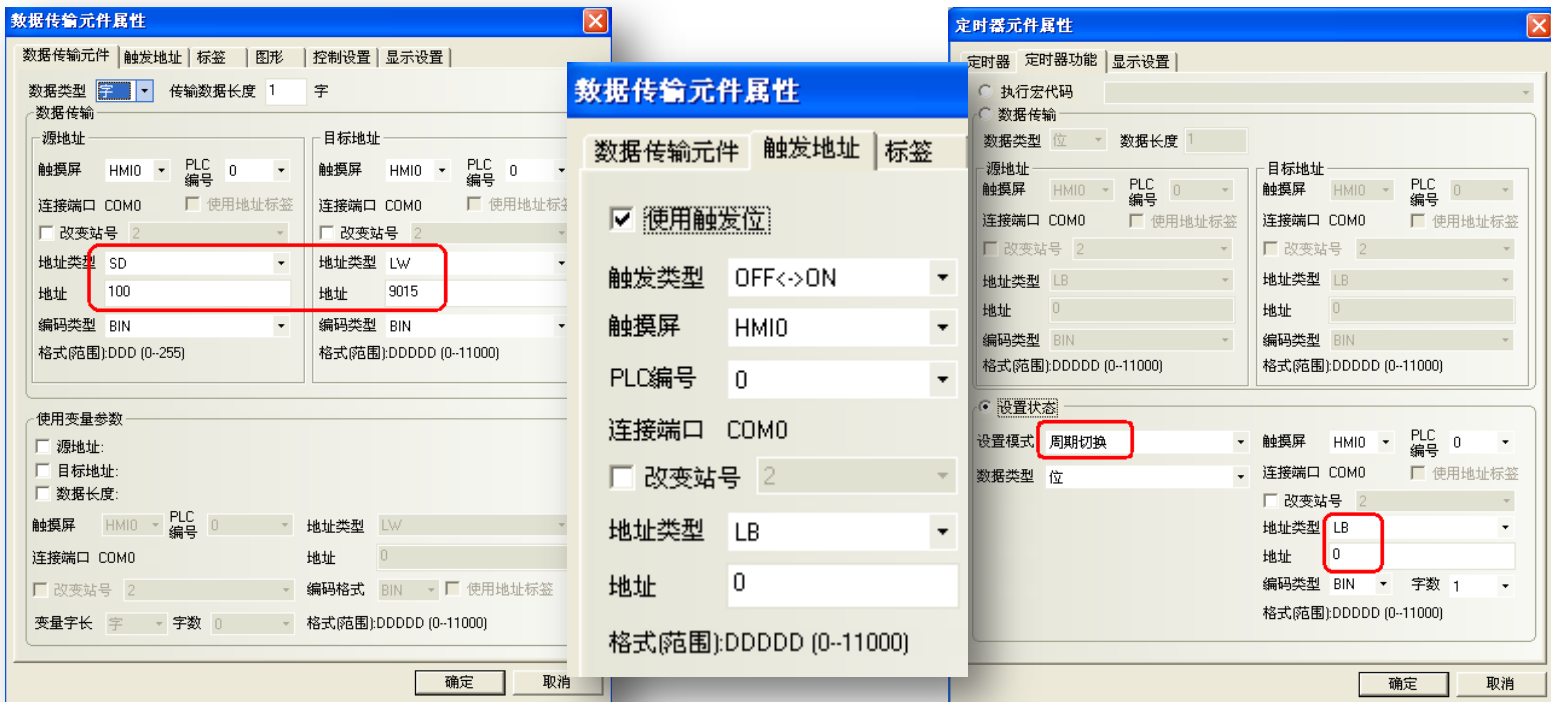 数据传输元件属性
数据传输元件 触发地址 标签 图形 控制设置 显示设置
数据类型 字 传输数据长度 1 字
数据传输
源地址
触摸屏 HMI0 PLC编号 0
连接端口 COM0 使用地址标签
改变站号 2
地址类型 SD
地址 100
编码类型 BIN
格式(范围):DDD (0--255)
目标地址
触摸屏 HMI0 PLC编号 0
连接端口 COM0 使用地址标签
改变站号 2
地址类型 LW
地址 9015
编码类型 BIN
格式(范围):DDDDD (0--11000)
使用变量参数
源地址:
目标地址:
数据长度:
触摸屏 HMI0 PLC编号 0 地址类型 LW
连接端口 COM0 地址 0
改变站号 2 编码格式 BIN 使用地址标签
变量字长 字 字数 0 格式(范围):DDDDD (0--11000)
确定 取消
数据传输元件属性
数据传输元件 触发地址 标签
使用触发位
触发类型 OFF<->ON
触摸屏 HMI0
PLC编号 0
连接端口 COM0
改变站号 2
地址类型 LB
地址 0
格式(范围):DDDDD (0--11000)
定时器元件属性
定时器 定时器功能 显示设置
执行宏代码
数据传输
数据类型 位 数据长度 1
源地址
触摸屏 HMI0 PLC编号 0
连接端口 COM0 使用地址标签
改变站号 2
地址类型 LB
地址 0
编码类型 BIN
格式(范围):DDDDD (0--11000)
目标地址
触摸屏 HMI0 PLC编号 0
连接端口 COM0 使用地址标签
改变站号 2
地址类型 LB
地址 0
编码类型 BIN
格式(范围):DDDDD (0--11000)
设置状态
设置模式 周期切换 触摸屏 HMI0 PLC编号 0
数据类型 位 连接端口 COM0 使用地址标签
改变站号 2
地址类型 LB
地址 0
编码类型 BIN 字数 1
格式(范围):DDDDD (0--11000)
确定 取消